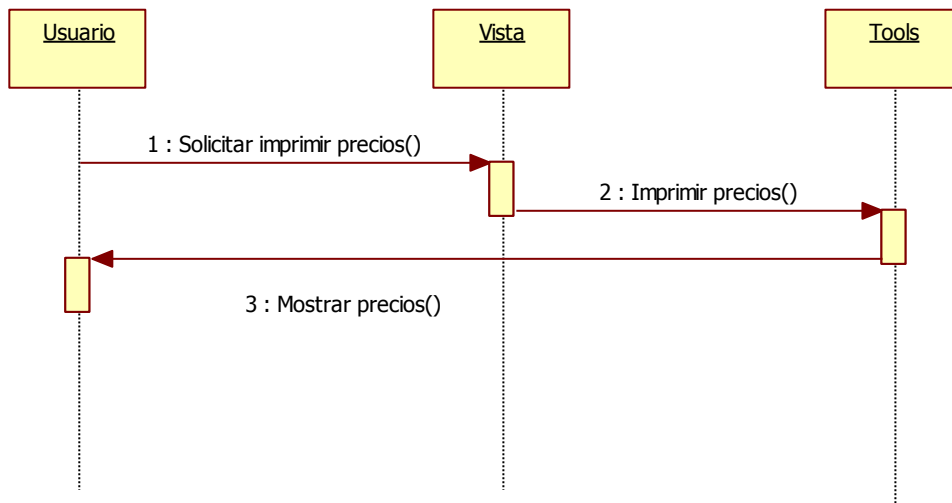 Usuario
Vista
Tools
1 : Solicitar imprimir precios()
2 : Imprimir precios()
3 : Mostrar precios()